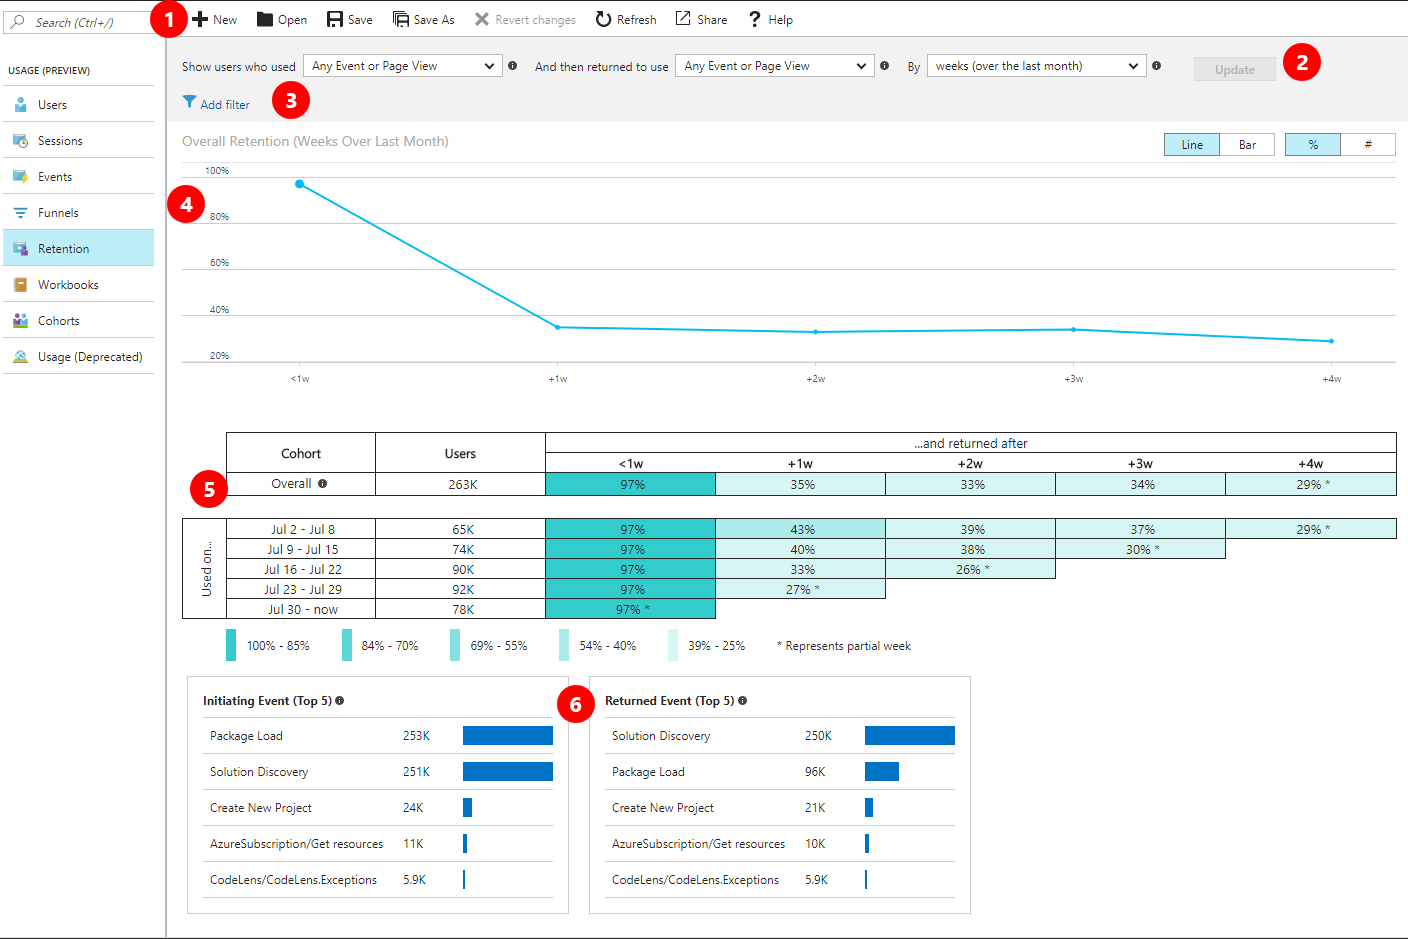 Search (Ctrl+/)
1
New
Open
Save
Save As
Revert changes
Refresh
Share
? Help
USAGE (PREVIEW)
Users
Sessions
Events
Funnels
Retention
Workbooks
Cohorts
Usage (Deprecated)
Show users who used
Any Event or Page View
And then returned to use
Any Event or Page View
By
weeks (over the last month)
Update
2
Add filter
3
Overall Retention (Weeks Over Last Month)
Line
Bar
%
#
4
100%
80%
60%
40%
20%
<1w +1w +2w +3w +4w
5
Cohort Users ...and returned after
<1w +1w +2w +3w +4w
Overall 263K 97% 35% 33% 34% 29% *
Used on...
Jul 2 - Jul 8 65K 97% 43% 39% 37% 29% *
Jul 9 - Jul 15 74K 97% 40% 38% 30% *
Jul 16 - Jul 22 90K 97% 33% 26% *
Jul 23 - Jul 29 92K 97% 27% *
Jul 30 - now 78K 97% *
100% - 85% 84% - 70% 69% - 55% 54% - 40% 39% - 25% * Represents partial week
6
Initiating Event (Top 5)
Package Load 253K
Solution Discovery 251K
Create New Project 24K
AzureSubscription/Get resources 11K
CodeLens/CodeLens.Exceptions 5.9K
Returned Event (Top 5)
Solution Discovery 250K
Package Load 96K
Create New Project 21K
AzureSubscription/Get resources 10K
CodeLens/CodeLens.Exceptions 5.9K